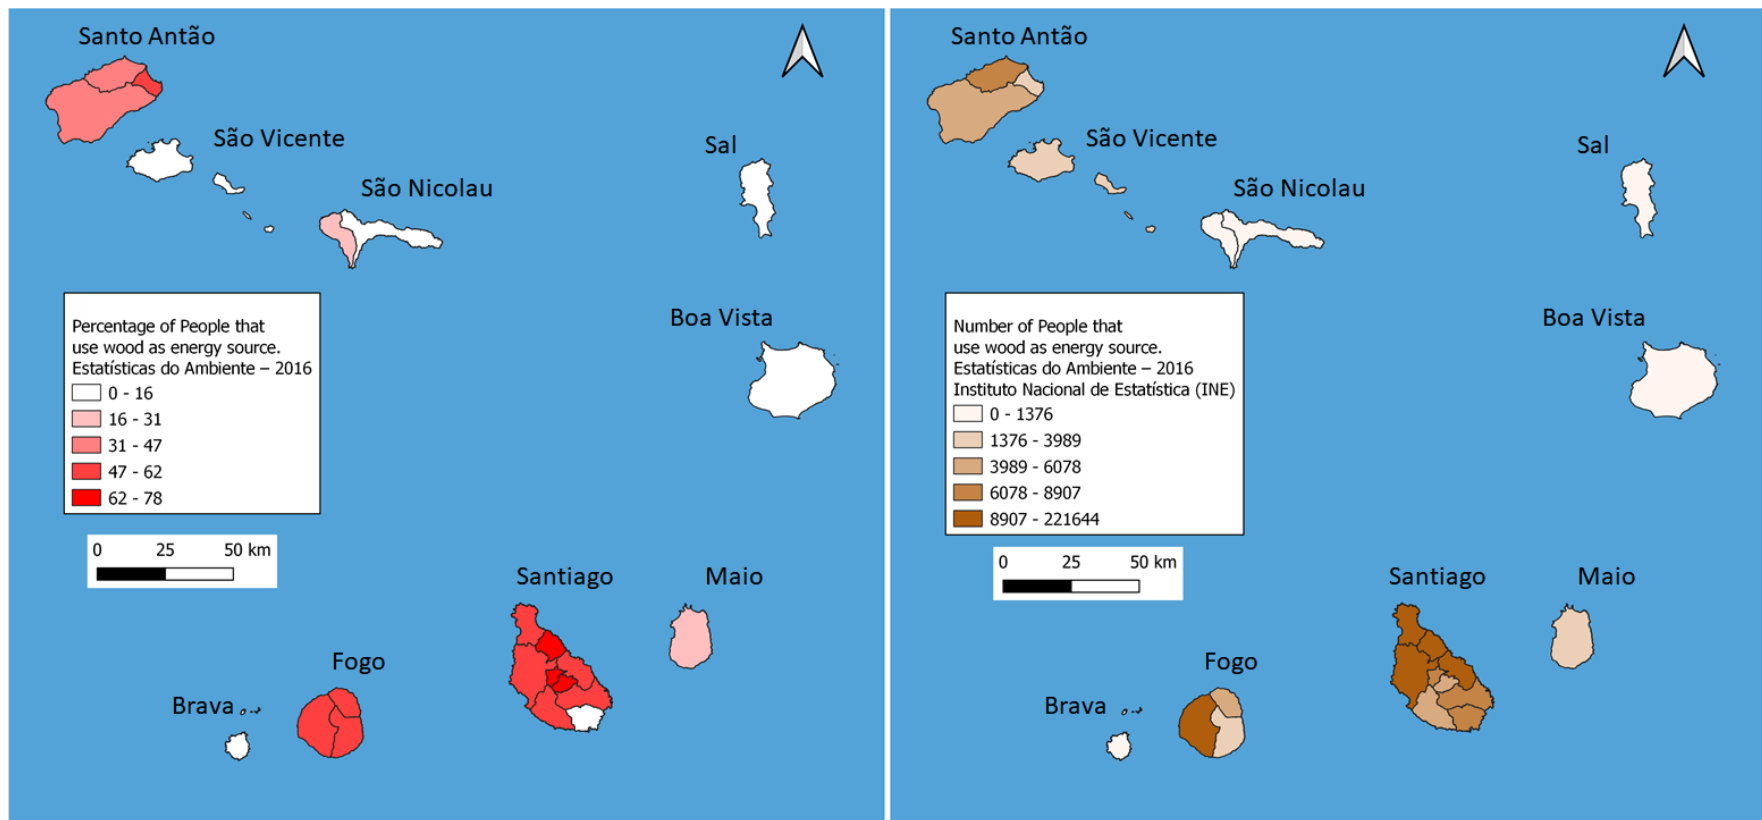 Santo Antão
São Vicente
São Nicolau
Sal
Boa Vista
Percentage of People that
use wood as energy source.
Estatísticas do Ambiente – 2016
0 - 16
16 - 31
31 - 47
47 - 62
62 - 78
0 25 50 km
Santiago
Maio
Fogo
Brava
Santo Antão
São Vicente
São Nicolau
Sal
Boa Vista
Number of People that
use wood as energy source.
Estatísticas do Ambiente – 2016
Instituto Nacional de Estatística (INE)
0 - 1376
1376 - 3989
3989 - 6078
6078 - 8907
8907 - 221644
0 25 50 km
Santiago
Maio
Fogo
Brava